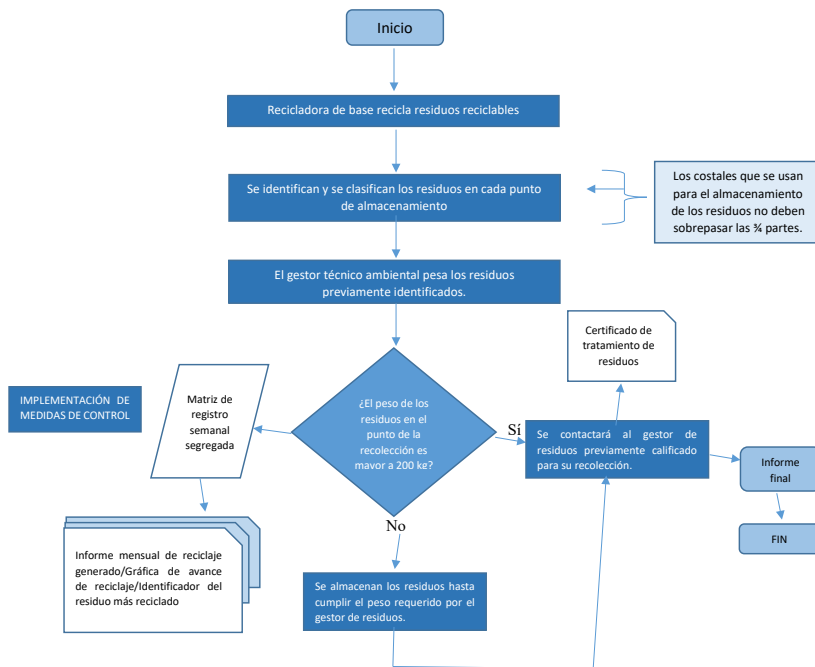 Inicio
Recicladora de base recicla residuos reciclables
Se identifican y se clasifican los residuos en cada punto
de almacenamiento
Los costales que se usan
para el almacenamiento
de los residuos no deben
sobrepasar las ¾ partes.
El gestor técnico ambiental pesa los residuos
previamente identificados.
Certificado de
tratamiento de
residuos
IMPLEMENTACIÓN DE
MEDIDAS DE CONTROL
Matriz de
registro
semanal
segregada
¿El peso de los
residuos en el
punto de la
recolección es
mayor a 200 kg?
Sí
Se contactará al gestor de
residuos previamente calificado
para su recolección.
Informe
final
No
FIN
Informe mensual de reciclaje
generado/Gráfica de avance
de reciclaje/Identificador del
residuo más reciclado
Se almacenan los residuos hasta
cumplir el peso requerido por el
gestor de residuos.